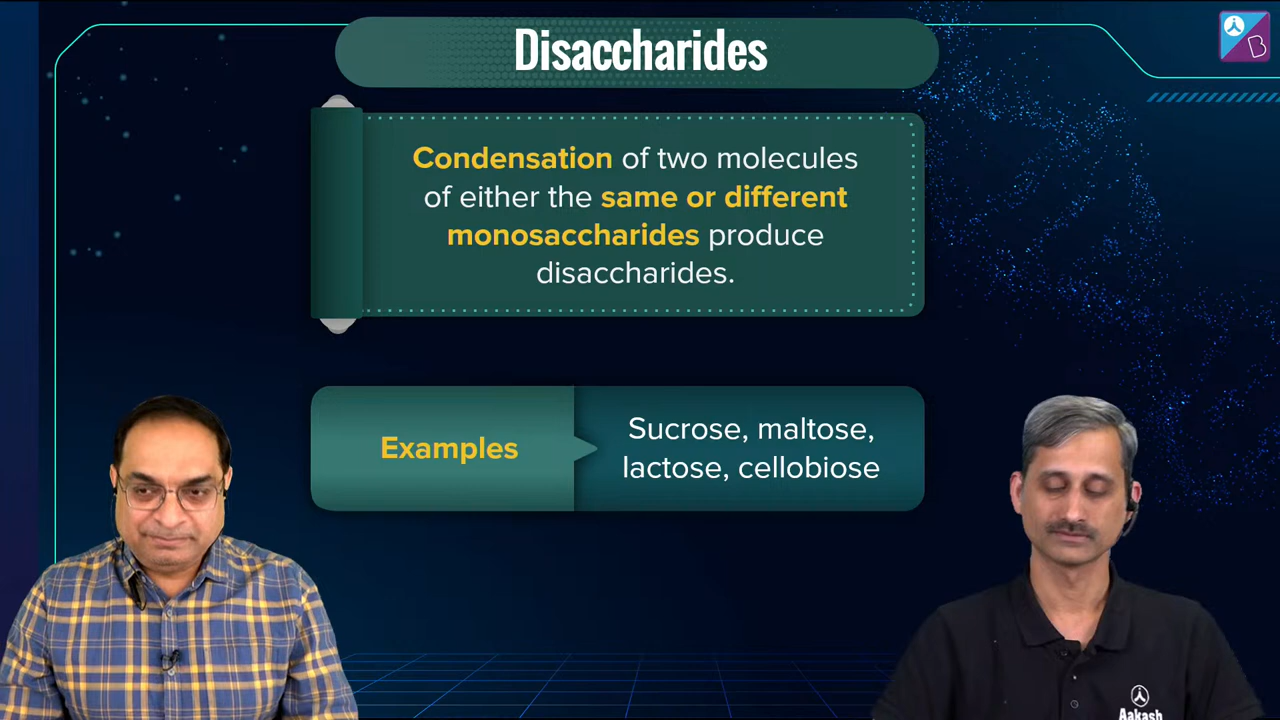 Disaccharides
B
Condensation of two molecules
of either the same or different
monosaccharides produce
disaccharides.
Examples
Sucrose, maltose,
lactose, cellobiose
Aakash